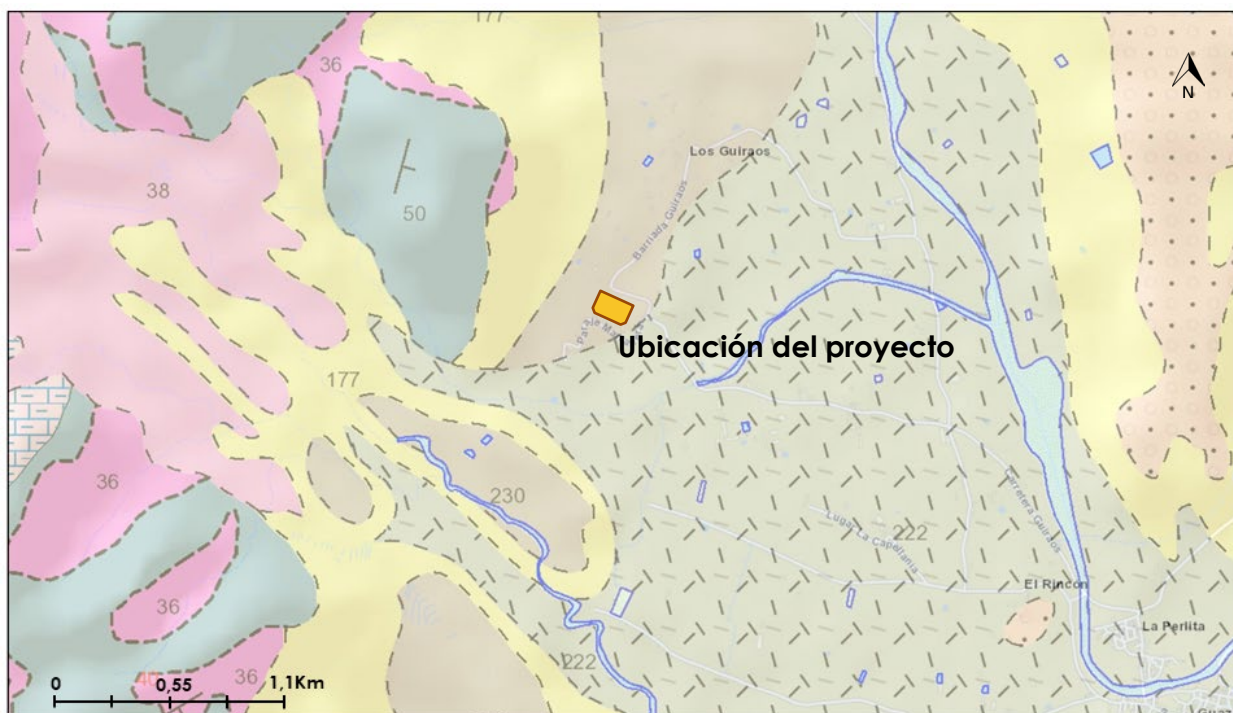 177
36
N
Los Guiraos
38
50
Barriada Guiraos
Ubicación del proyecto
177
36
230
222
Lugar La Capellanía
Carretera Guiraos
El Rincón
36
La Perlita
222
36
0 0,55 1,1Km